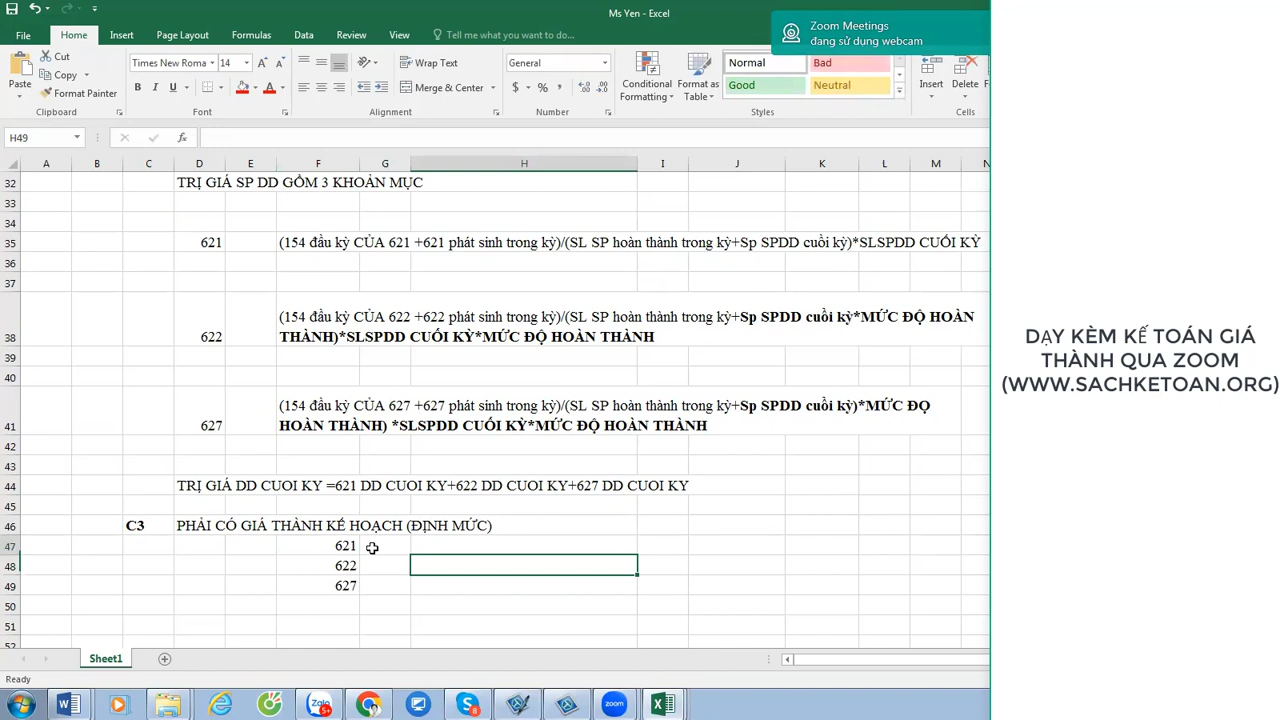 Ms Yen - Excel
Zoom Meetings
đang sử dụng webcam
File Home Insert Page Layout Formulas Data Review View Tell me what you want to do...
Cut
Copy
Format Painter
Paste
Clipboard
Times New Roma 14
B I U
Font
Wrap Text
Merge & Center
Alignment
General
$ % ,
Number
Conditional
Formatting
Format as
Table
Normal Bad
Good Neutral
Styles
Insert Delete
Cells
H49 fx
A B C D E F G H I J K L M N
32 TRỊ GIÁ SP DD GỒM 3 KHOẢN MỤC
33
34
35 621 (154 đầu kỳ CỦA 621 +621 phát sinh trong kỳ)/(SL SP hoàn thành trong kỳ+Sp SPDD cuồi kỳ)*SLSPDD CUỐI KỲ
36
37
(154 đầu kỳ CỦA 622 +622 phát sinh trong kỳ)/(SL SP hoàn thành trong kỳ+Sp SPDD cuồi kỳ*MỨC ĐỘ HOÀN
38 622 THÀNH)*SLSPDD CUỐI KỲ*MỨC ĐỘ HOÀN THÀNH
39
40
(154 đầu kỳ CỦA 627 +627 phát sinh trong kỳ)/(SL SP hoàn thành trong kỳ+Sp SPDD cuồi kỳ)*MỨC ĐỌ
41 627 HOÀN THÀNH) *SLSPDD CUỐI KỲ*MỨC ĐỘ HOÀN THÀNH
42
43
44 TRỊ GIÁ DD CUOI KY =621 DD CUOI KY+622 DD CUOI KY+627 DD CUOI KY
45
46 C3 PHẢI CÓ GIÁ THÀNH KẾ HOẠCH (ĐỊNH MỨC)
47 621
48 622
49 627
50
51
52
DẠY KÈM KẾ TOÁN GIÁ
THÀNH QUA ZOOM
(WWW.SACHKETOAN.ORG)
Sheet1
Ready
Zalo
5+
8
zoom